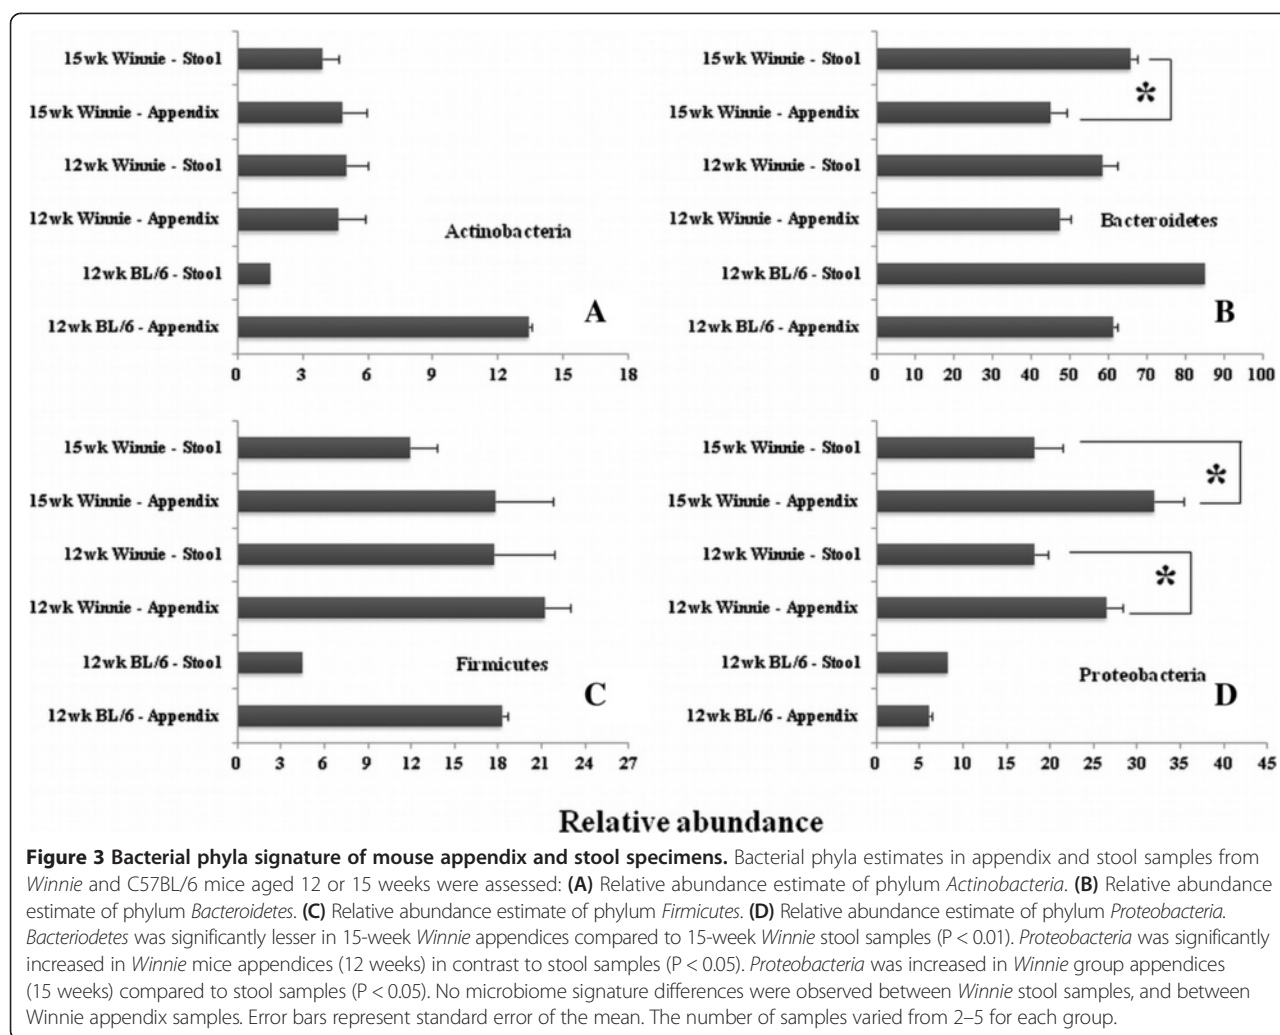 15wk Winnie - Stool
15wk Winnie - Appendix
12wk Winnie - Stool
12wk Winnie - Appendix
12wk BL/6 - Stool
12wk BL/6 - Appendix
Actinobacteria
A
0 3 6 9 12 15 18
15wk Winnie - Stool
15wk Winnie - Appendix
12wk Winnie - Stool
12wk Winnie - Appendix
12wk BL/6 - Stool
12wk BL/6 - Appendix
*
Bacteroidetes
B
0 10 20 30 40 50 60 70 80 90 100
15wk Winnie - Stool
15wk Winnie - Appendix
12wk Winnie - Stool
12wk Winnie - Appendix
12wk BL/6 - Stool
12wk BL/6 - Appendix
Firmicutes
C
0 3 6 9 12 15 18 21 24 27
15wk Winnie - Stool
15wk Winnie - Appendix
12wk Winnie - Stool
12wk Winnie - Appendix
12wk BL/6 - Stool
12wk BL/6 - Appendix
*
*
Proteobacteria
D
0 5 10 15 20 25 30 35 40 45
Relative abundance
Figure 3 Bacterial phyla signature of mouse appendix and stool specimens. Bacterial phyla estimates in appendix and stool samples from
Winnie and C57BL/6 mice aged 12 or 15 weeks were assessed: (A) Relative abundance estimate of phylum Actinobacteria. (B) Relative abundance
estimate of phylum Bacteroidetes. (C) Relative abundance estimate of phylum Firmicutes. (D) Relative abundance estimate of phylum Proteobacteria.
Bacteriodetes was significantly lesser in 15-week Winnie appendices compared to 15-week Winnie stool samples (P < 0.01). Proteobacteria was significantly
increased in Winnie mice appendices (12 weeks) in contrast to stool samples (P < 0.05). Proteobacteria was increased in Winnie group appendices
(15 weeks) compared to stool samples (P < 0.05). No microbiome signature differences were observed between Winnie stool samples, and between
Winnie appendix samples. Error bars represent standard error of the mean. The number of samples varied from 2–5 for each group.